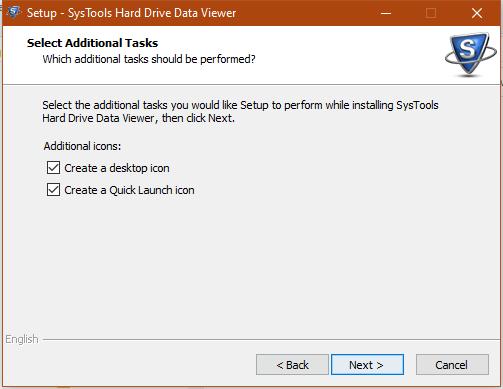 Setup - SysTools Hard Drive Data Viewer
Select Additional Tasks
Which additional tasks should be performed?
S
Select the additional tasks you would like Setup to perform while installing SysTools
Hard Drive Data Viewer, then click Next.
Additional icons:
Create a desktop icon
Create a Quick Launch icon
English
< Back
Next >
Cancel